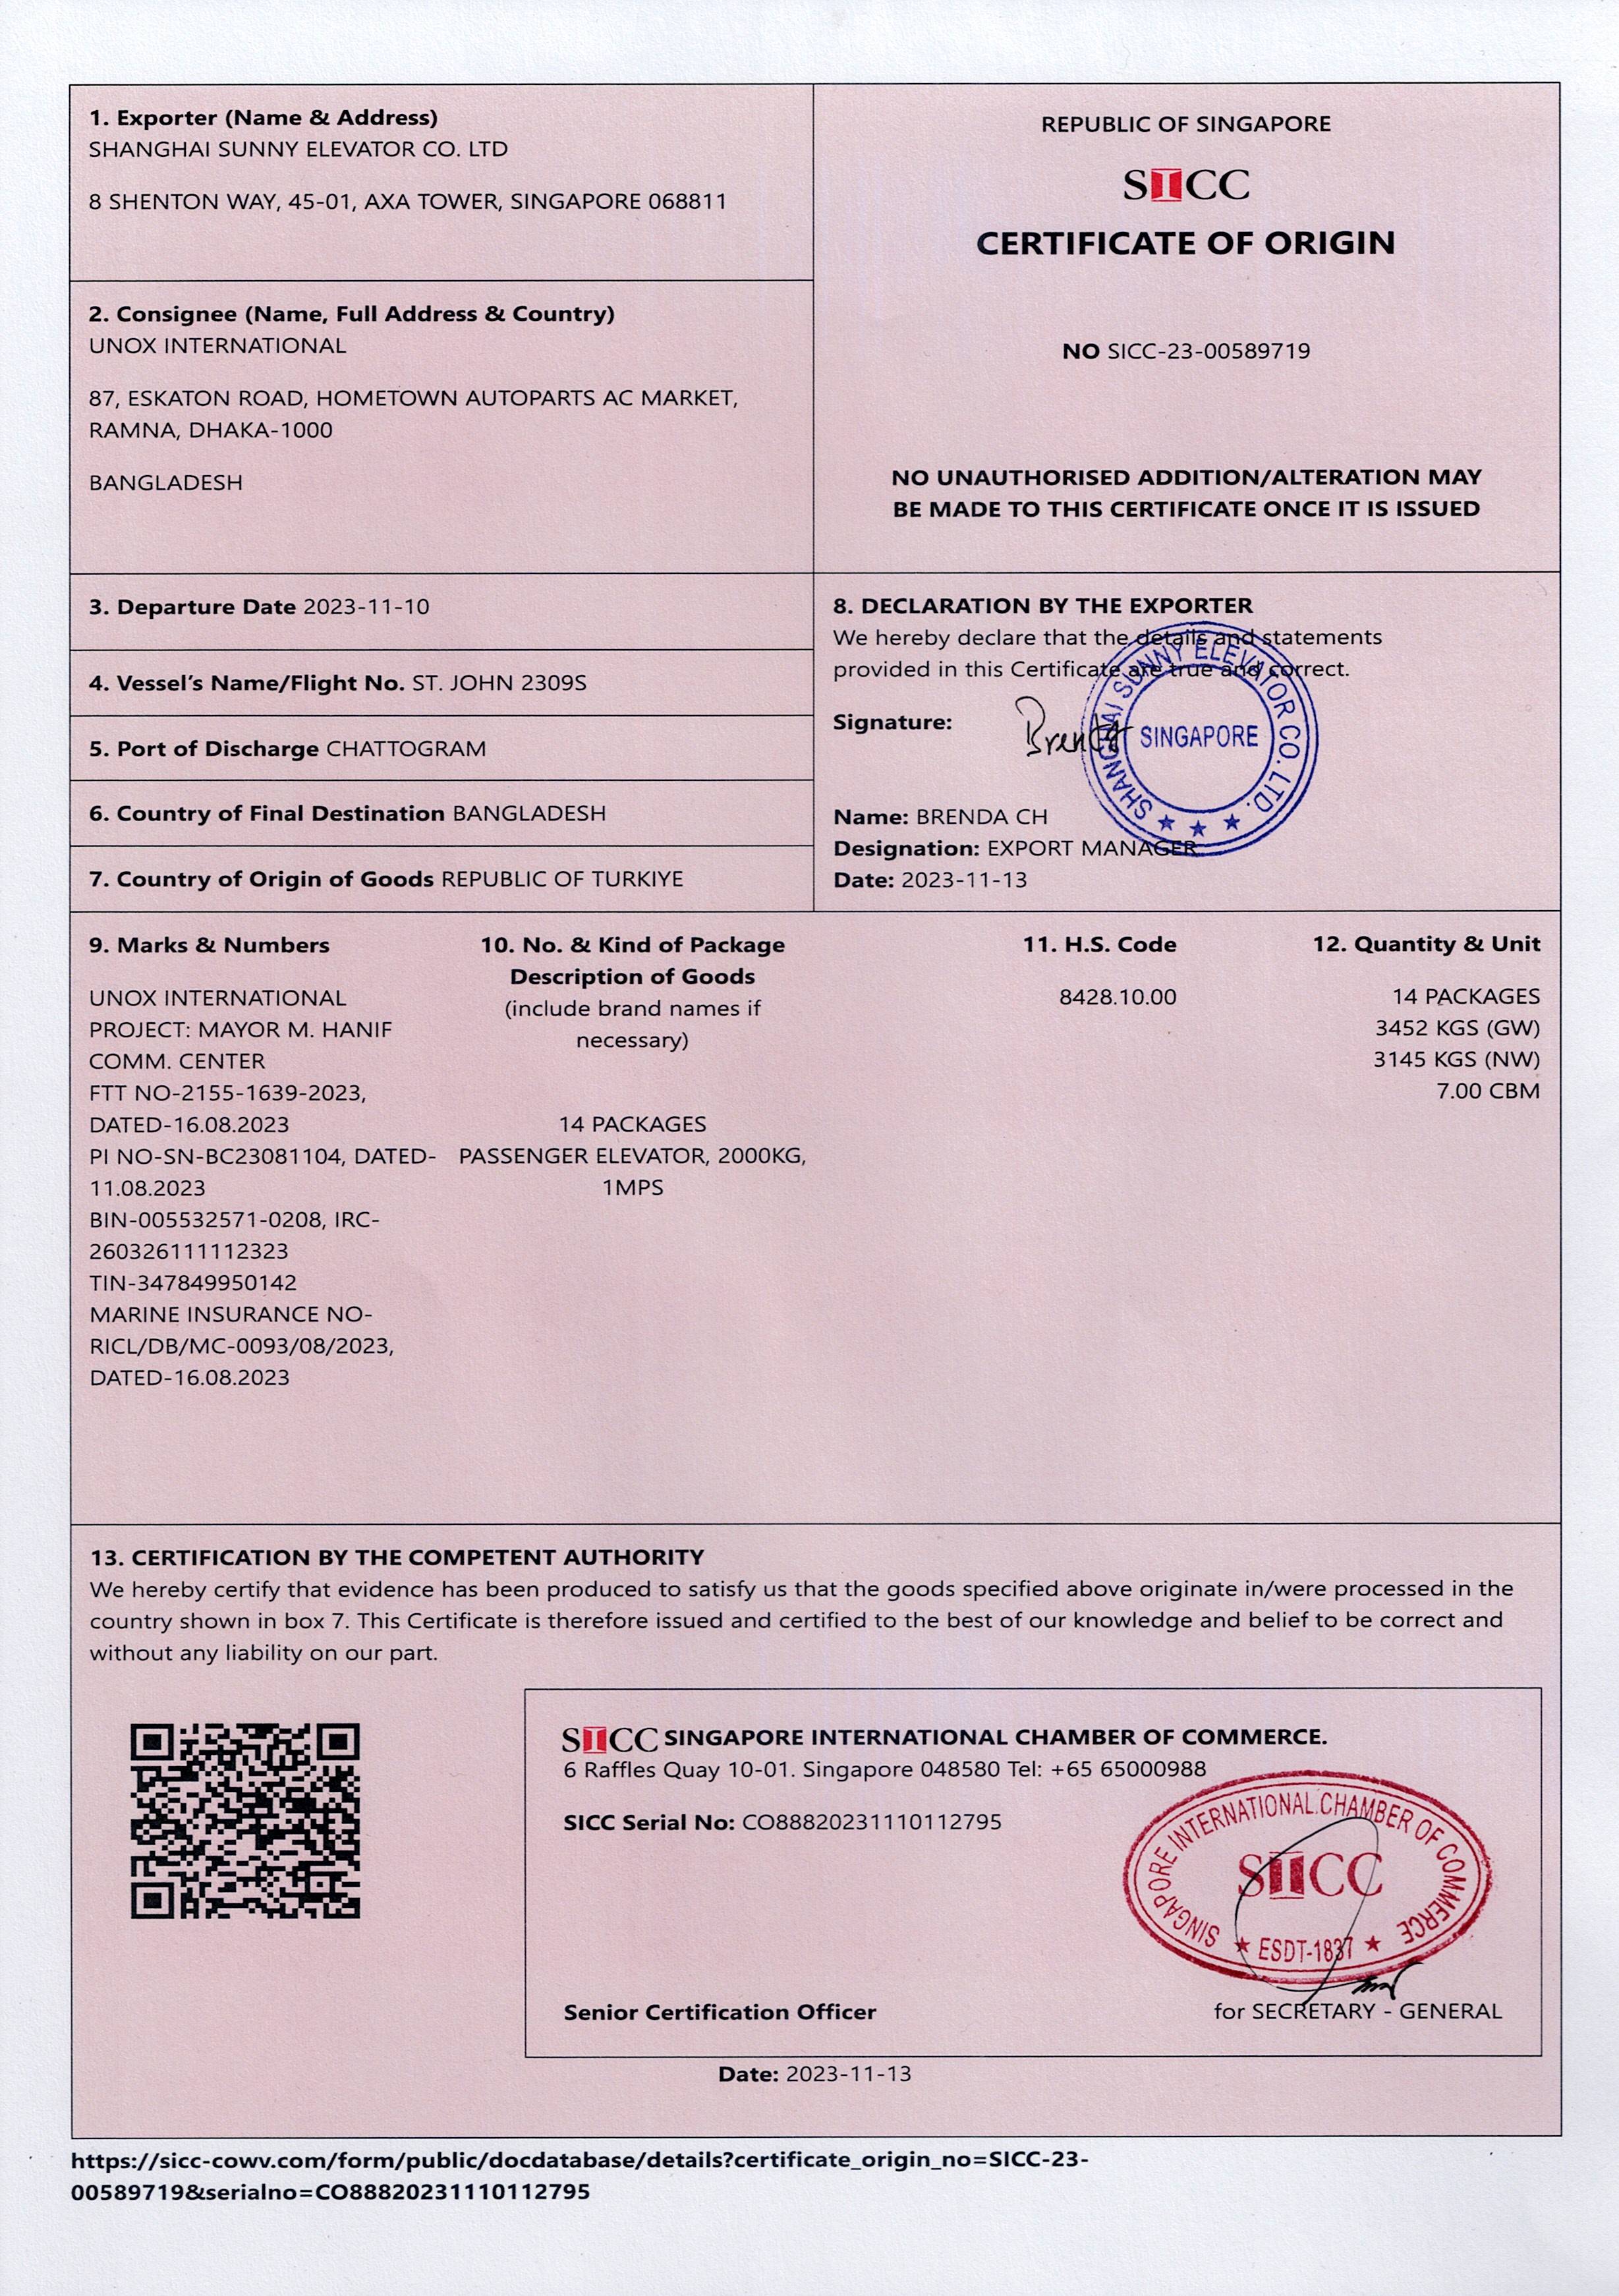 1. Exporter (Name & Address)
SHANGHAI SUNNY ELEVATOR CO. LTD
8 SHENTON WAY, 45-01, AXA TOWER, SINGAPORE 068811
REPUBLIC OF SINGAPORE
SICC
CERTIFICATE OF ORIGIN
NO SICC-23-00589719
NO UNAUTHORISED ADDITION/ALTERATION MAY
BE MADE TO THIS CERTIFICATE ONCE IT IS ISSUED
2. Consignee (Name, Full Address & Country)
UNOX INTERNATIONAL
87, ESKATON ROAD, HOMETOWN AUTOPARTS AC MARKET,
RAMNA, DHAKA-1000
BANGLADESH
3. Departure Date 2023-11-10
4. Vessel's Name/Flight No. ST. JOHN 2309S
5. Port of Discharge CHATTOGRAM
6. Country of Final Destination BANGLADESH
7. Country of Origin of Goods REPUBLIC OF TURKIYE
8. DECLARATION BY THE EXPORTER
We hereby declare that the details and statements
provided in this Certificate are true and correct.
Signature:
Brenda
SHANGHAI SUNNY ELEVATOR CO. LTD.
SINGAPORE
Name: BRENDA CH
Designation: EXPORT MANAGER
Date: 2023-11-13
9. Marks & Numbers
UNOX INTERNATIONAL
PROJECT: MAYOR M. HANIF
COMM. CENTER
FTT NO-2155-1639-2023,
DATED-16.08.2023
PI NO-SN-BC23081104, DATED-
11.08.2023
BIN-005532571-0208, IRC-
260326111112323
TIN-347849950142
MARINE INSURANCE NO-
RICL/DB/MC-0093/08/2023,
DATED-16.08.2023
10. No. & Kind of Package
Description of Goods
(include brand names if
necessary)
14 PACKAGES
PASSENGER ELEVATOR, 2000KG,
1MPS
11. H.S. Code
8428.10.00
12. Quantity & Unit
14 PACKAGES
3452 KGS (GW)
3145 KGS (NW)
7.00 CBM
13. CERTIFICATION BY THE COMPETENT AUTHORITY
We hereby certify that evidence has been produced to satisfy us that the goods specified above originate in/were processed in the
country shown in box 7. This Certificate is therefore issued and certified to the best of our knowledge and belief to be correct and
without any liability on our part.
SICC SINGAPORE INTERNATIONAL CHAMBER OF COMMERCE.
6 Raffles Quay 10-01. Singapore 048580 Tel: +65 65000988
SICC Serial No: CO88820231110112795
SINGAPORE INTERNATIONAL.CHAMBER OF COMMERCE
SICC
ESDT-1837
Senior Certification Officer
for SECRETARY - GENERAL
Date: 2023-11-13
https://sicc-cowv.com/form/public/docdatabase/details?certificate_origin_no=SICC-23-
00589719&serialno=CO88820231110112795